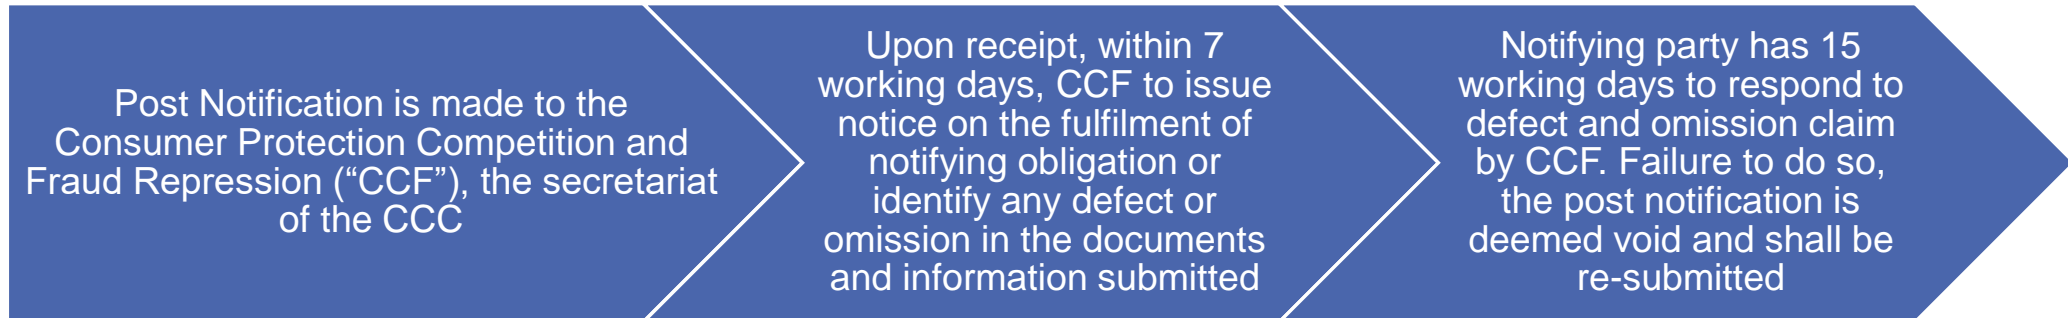 Post Notification is made to the
Consumer Protection Competition and
Fraud Repression (“CCF”), the secretariat
of the CCC
Upon receipt, within 7
working days, CCF to issue
notice on the fulfilment of
notifying obligation or
identify any defect or
omission in the documents
and information submitted
Notifying party has 15
working days to respond to
defect and omission claim
by CCF. Failure to do so,
the post notification is
deemed void and shall be
re-submitted